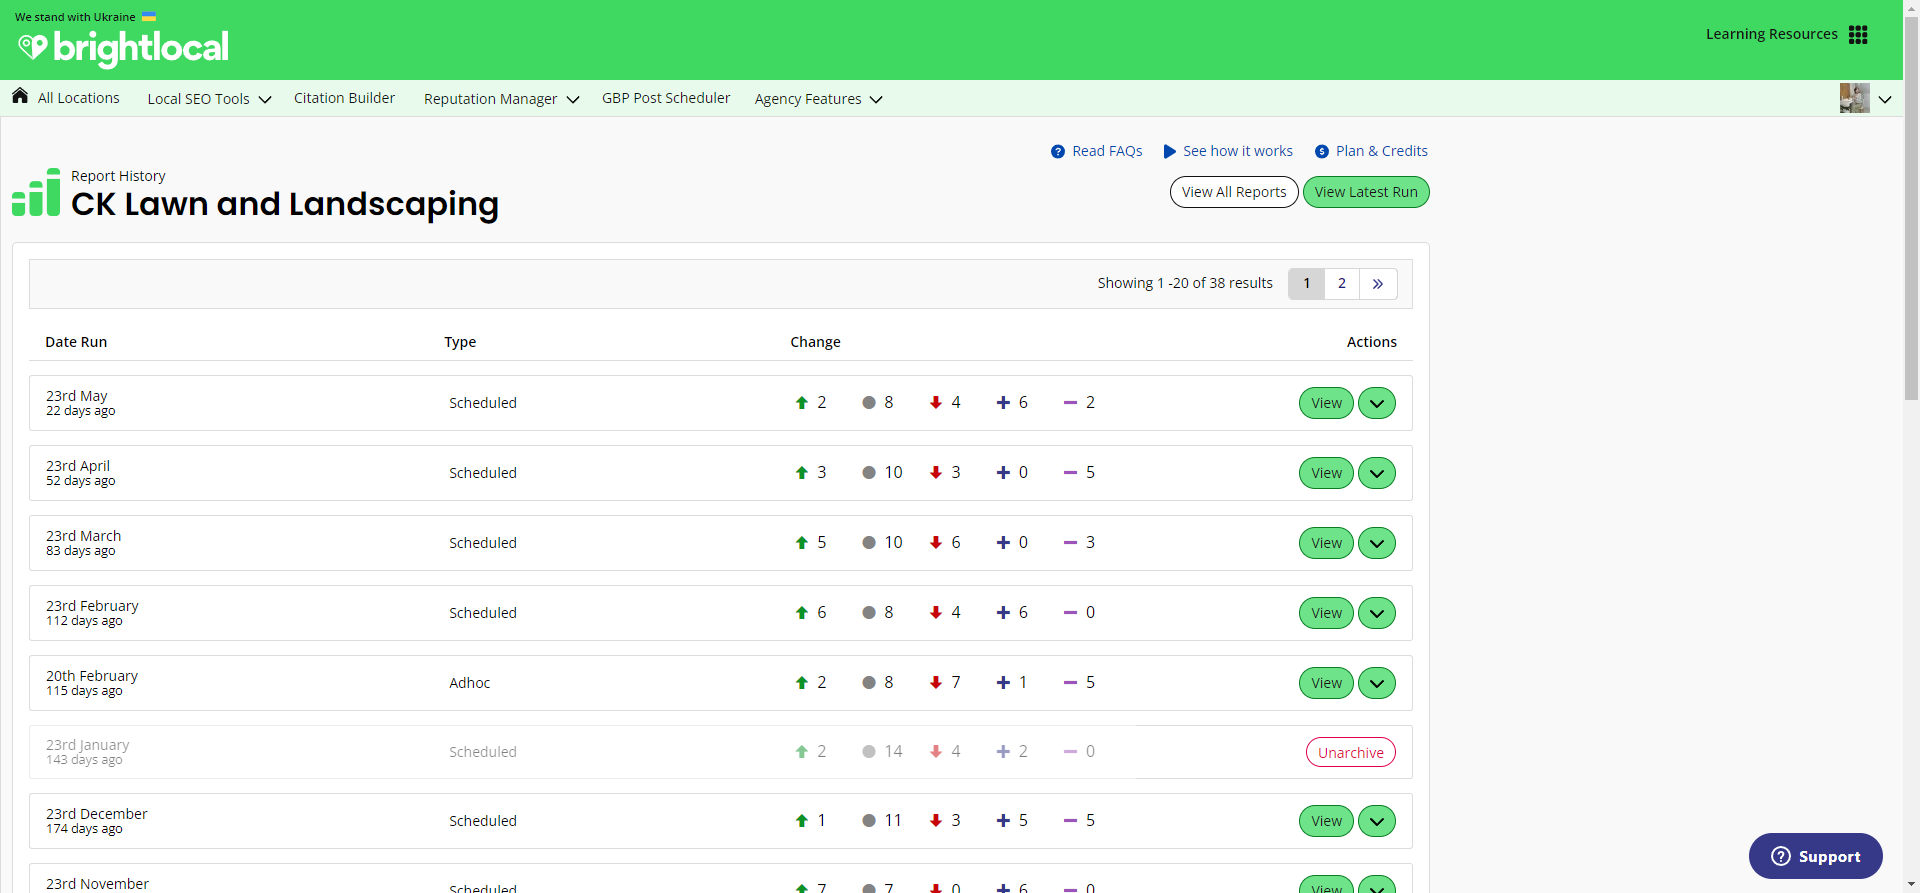 We stand with Ukraine
brightlocal
Learning Resources
All Locations Local SEO Tools Citation Builder Reputation Manager GBP Post Scheduler Agency Features
Read FAQs See how it works Plan & Credits
Report History
CK Lawn and Landscaping
View All Reports View Latest Run
Showing 1 -20 of 38 results 1 2 »
Date Run Type Change Actions
23rd May
22 days ago
Scheduled 2 8 4 6 2 View
23rd April
52 days ago
Scheduled 3 10 3 0 5 View
23rd March
83 days ago
Scheduled 5 10 6 0 3 View
23rd February
112 days ago
Scheduled 6 8 4 6 0 View
20th February
115 days ago
Adhoc 2 8 7 1 5 View
23rd January
143 days ago
Scheduled 2 14 4 2 0 Unarchive
23rd December
174 days ago
Scheduled 1 11 3 5 5 View
Support
23rd November
Scheduled 7 7 0 6 0 View